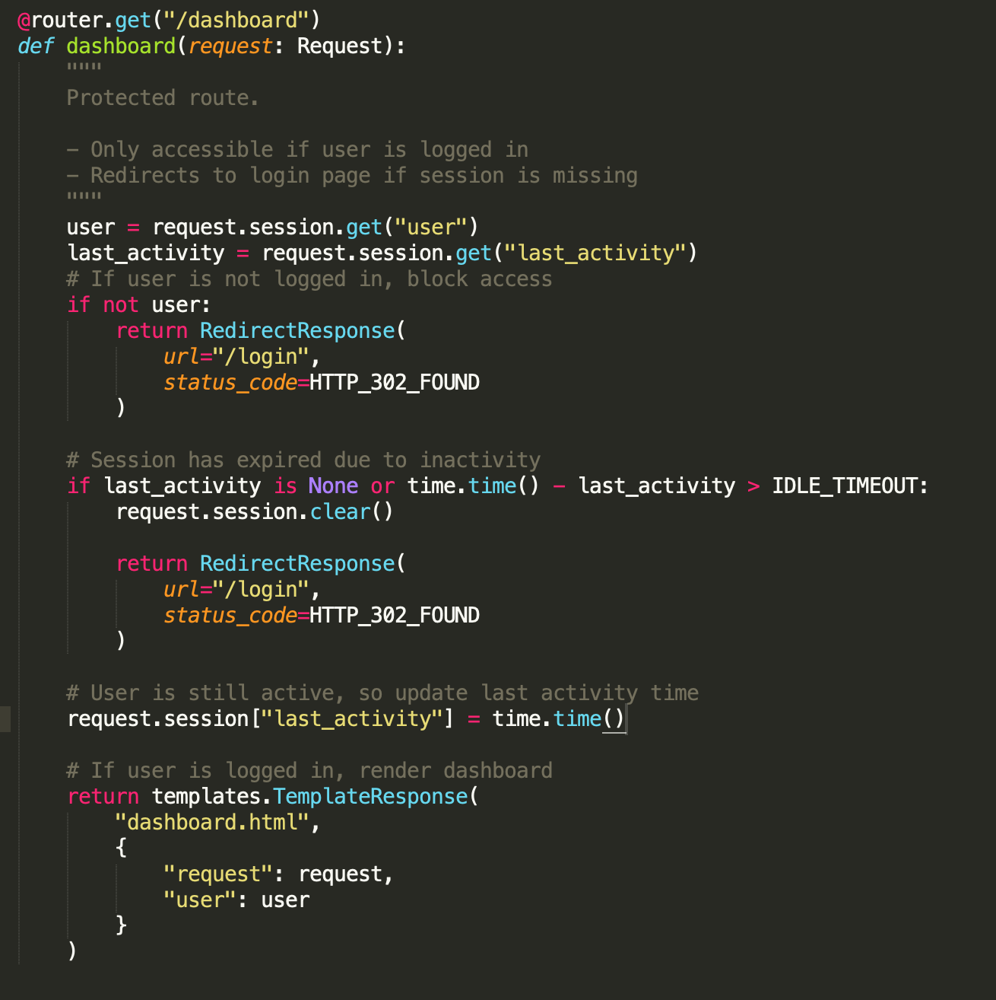 @router.get("/dashboard")
def dashboard(request: Request):
    """
    Protected route.

    - Only accessible if user is logged in
    - Redirects to login page if session is missing
    """
    user = request.session.get("user")
    last_activity = request.session.get("last_activity")
    # If user is not logged in, block access
    if not user:
        return RedirectResponse(
            url="/login",
            status_code=HTTP_302_FOUND
        )

    # Session has expired due to inactivity
    if last_activity is None or time.time() - last_activity > IDLE_TIMEOUT:
        request.session.clear()

        return RedirectResponse(
            url="/login",
            status_code=HTTP_302_FOUND
        )

    # User is still active, so update last activity time
    request.session["last_activity"] = time.time()

    # If user is logged in, render dashboard
    return templates.TemplateResponse(
        "dashboard.html",
        {
            "request": request,
            "user": user
        }
    )